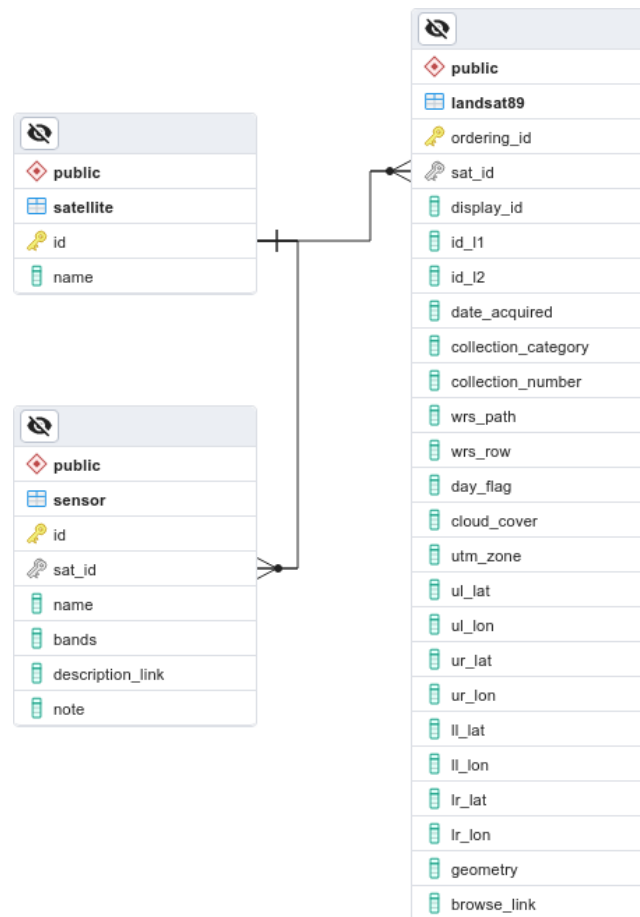 public
satellite
id
name
public
sensor
id
sat_id
name
bands
description_link
note
public
landsat89
ordering_id
sat_id
display_id
id_l1
id_l2
date_acquired
collection_category
collection_number
wrs_path
wrs_row
day_flag
cloud_cover
utm_zone
ul_lat
ul_lon
ur_lat
ur_lon
ll_lat
ll_lon
lr_lat
lr_lon
geometry
browse_link